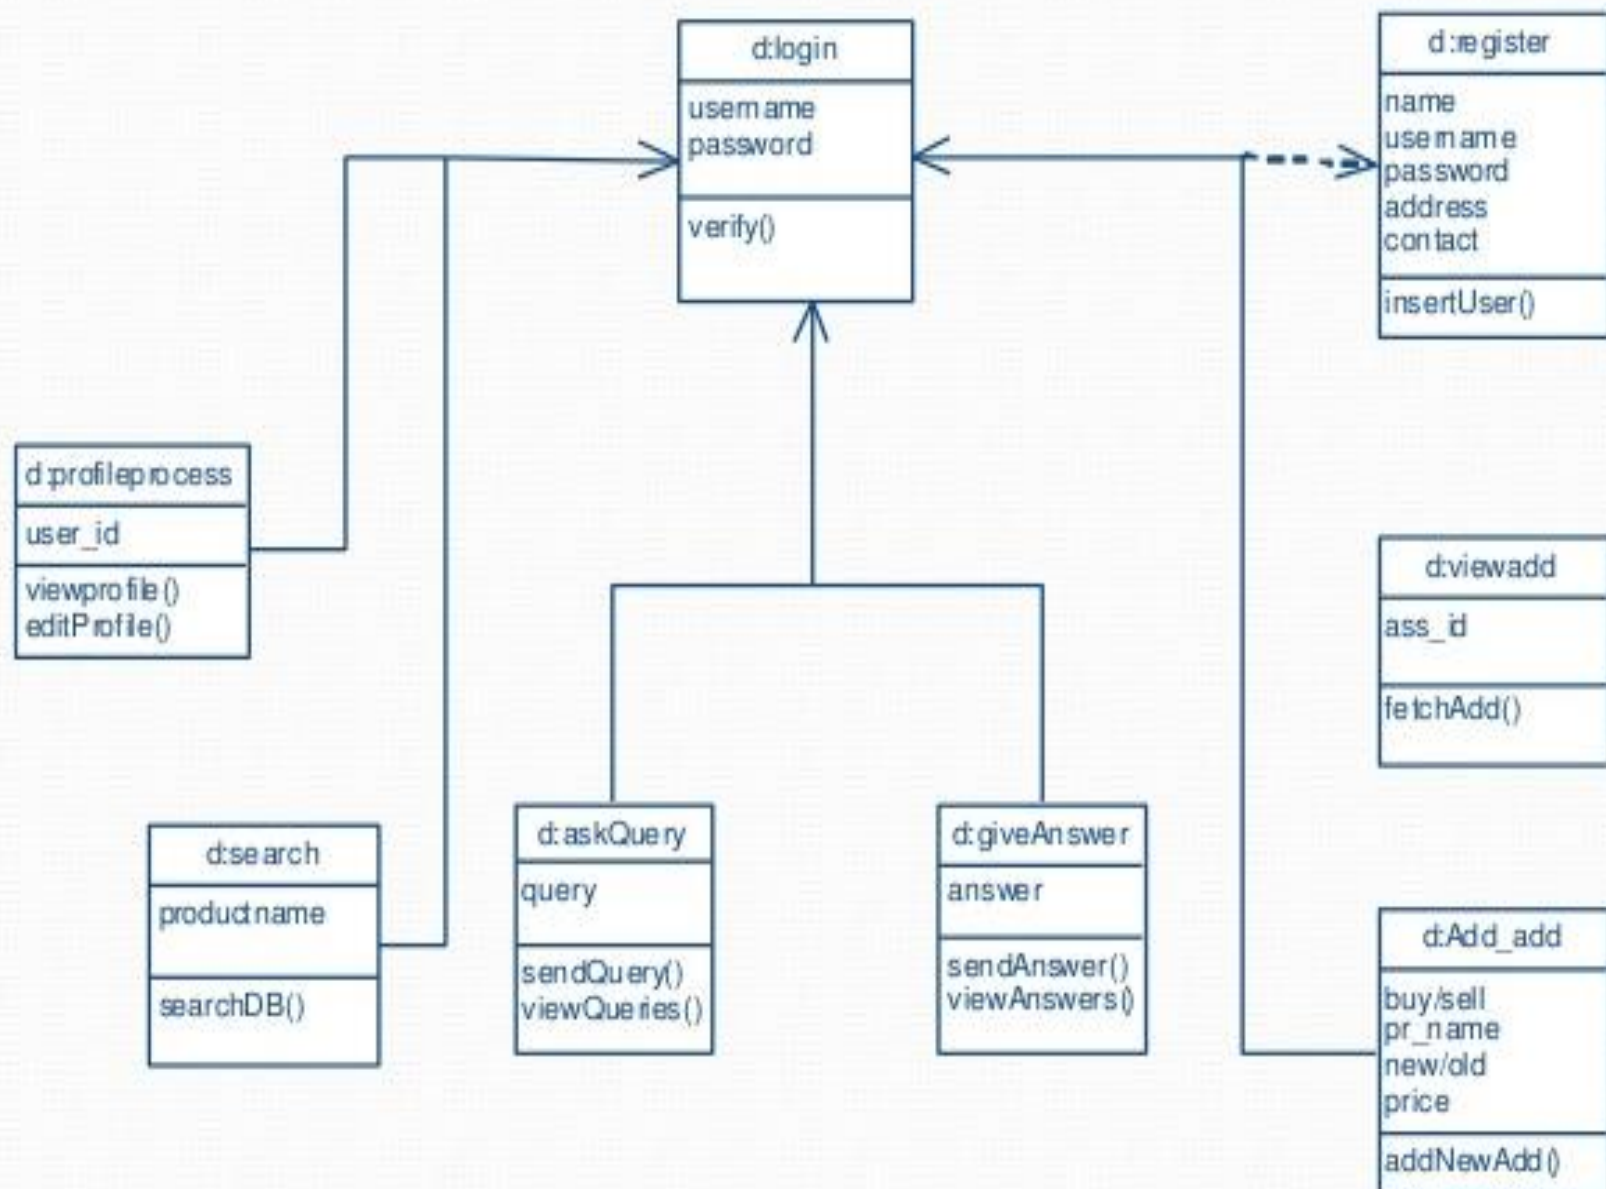 d:login
username
password
verify()
d:register
name
username
password
address
contact
insertUser()
d:profileprocess
user_id
viewprofile()
editProfile()
d:viewadd
ass_id
fetchAdd()
d:search
productname
searchDB()
d:askQuery
query
sendQuery()
viewQueries()
d:giveAnswer
answer
sendAnswer()
viewAnswers()
d:Add_add
buy/sell
pr_name
new/old
price
addNewAdd()